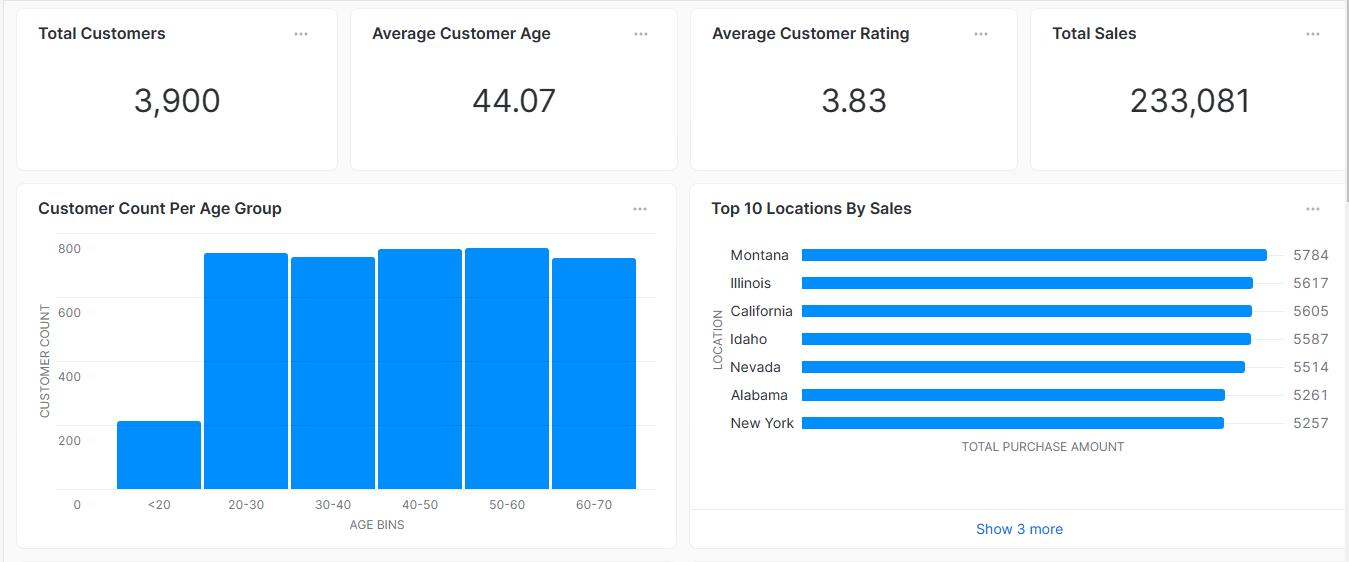 Total Customers
3,900
Average Customer Age
44.07
Average Customer Rating
3.83
Total Sales
233,081
Customer Count Per Age Group
CUSTOMER COUNT
800
600
400
200
0
<20 20-30 30-40 40-50 50-60 60-70
AGE BINS
Top 10 Locations By Sales
LOCATION
Montana 5784
Illinois 5617
California 5605
Idaho 5587
Nevada 5514
Alabama 5261
New York 5257
TOTAL PURCHASE AMOUNT
Show 3 more